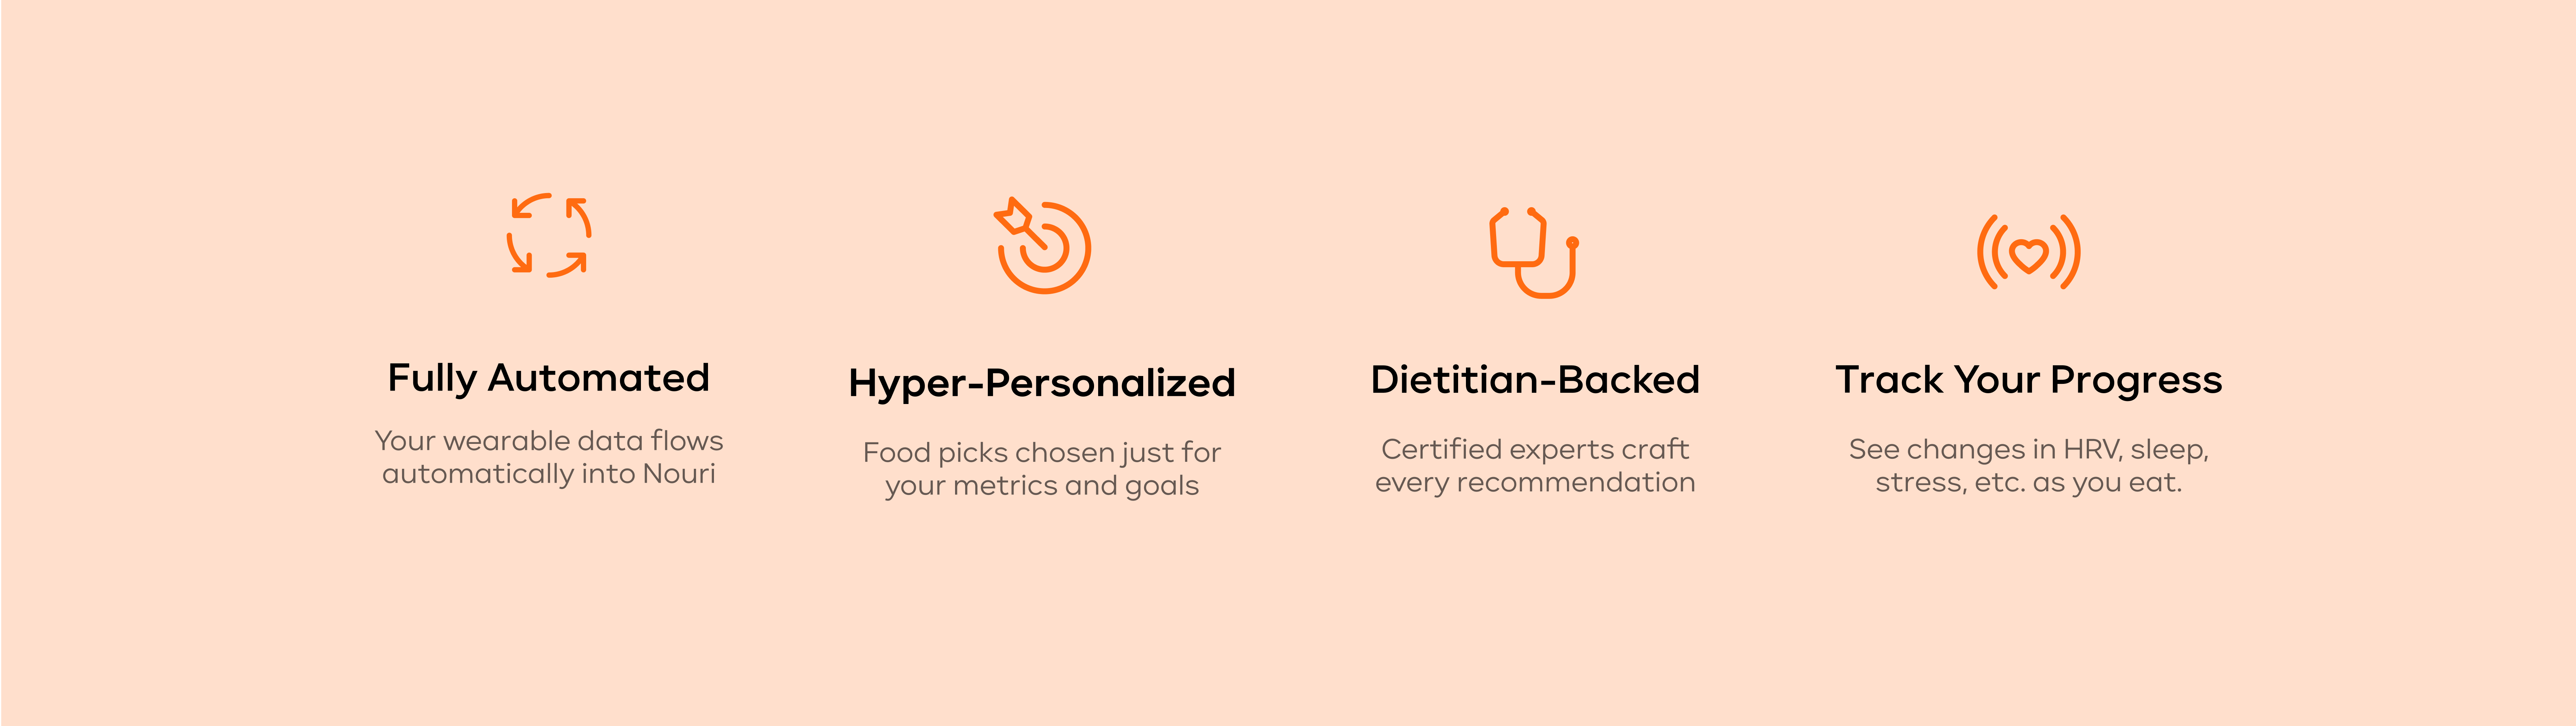 Fully Automated
Your wearable data flows
automatically into Nouri
Hyper-Personalized
Food picks chosen just for
your metrics and goals
Dietitian-Backed
Certified experts craft
every recommendation
Track Your Progress
See changes in HRV, sleep,
stress, etc. as you eat.